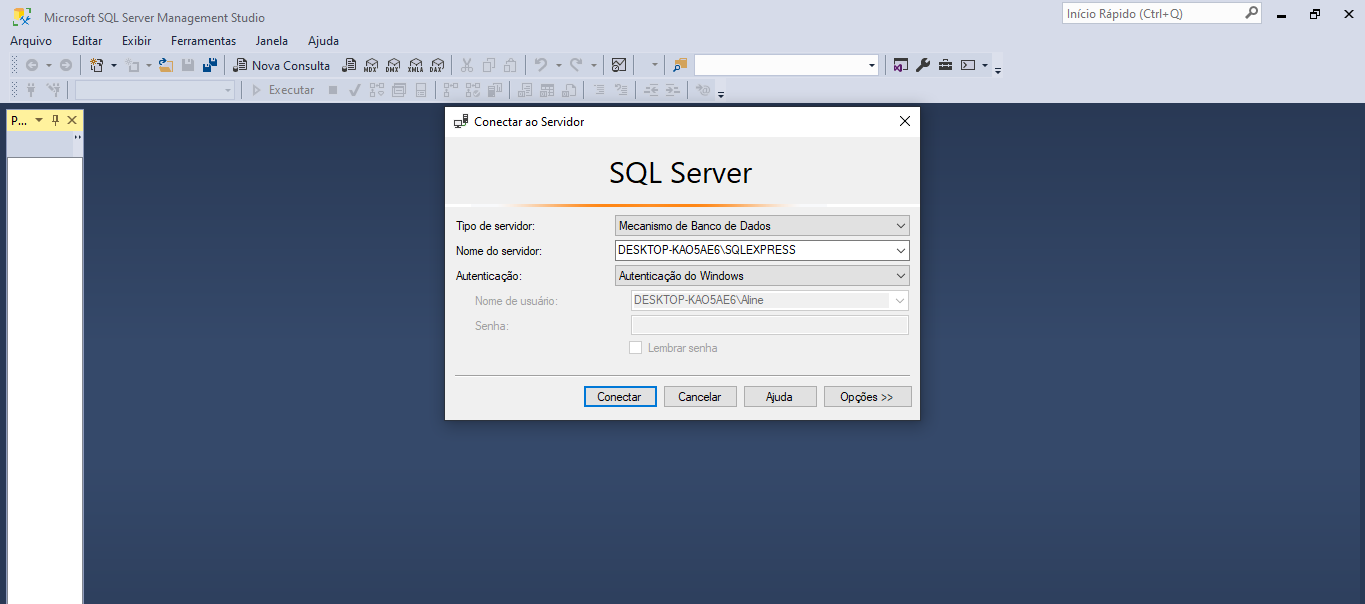 Microsoft SQL Server Management Studio
Início Rápido (Ctrl+Q)
Arquivo Editar Exibir Ferramentas Janela Ajuda
Nova Consulta MDX DMX XMLA DAX
Executar
P...
Conectar ao Servidor
SQL Server
Tipo de servidor: Mecanismo de Banco de Dados
Nome do servidor: DESKTOP-KAO5AE6\SQLEXPRESS
Autenticação: Autenticação do Windows
Nome de usuário: DESKTOP-KAO5AE6\Aline
Senha:
Lembrar senha
Conectar Cancelar Ajuda Opções >>